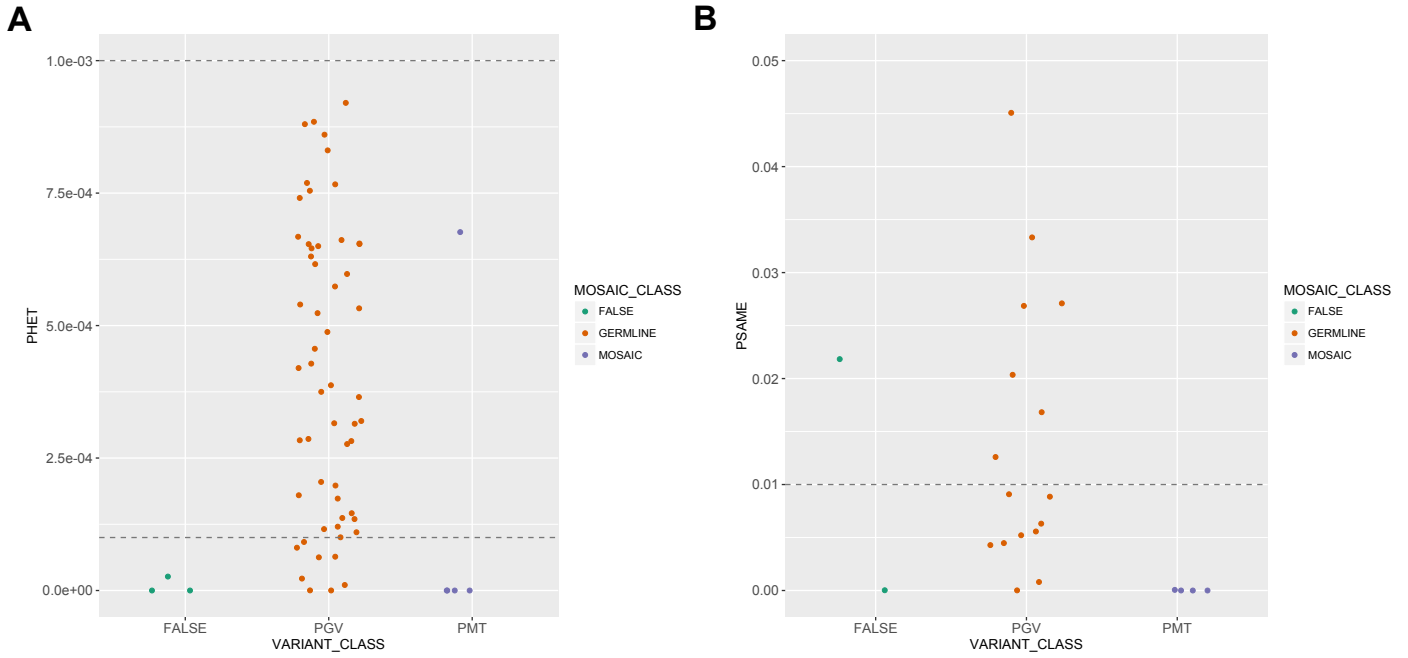 A
PHET
1.0e-03
7.5e-04
5.0e-04
2.5e-04
0.0e+00
FALSE PGV PMT
VARIANT_CLASS
MOSAIC_CLASS
FALSE
GERMLINE
MOSAIC
B
PSAME
0.05
0.04
0.03
0.02
0.01
0.00
FALSE PGV PMT
VARIANT_CLASS
MOSAIC_CLASS
FALSE
GERMLINE
MOSAIC